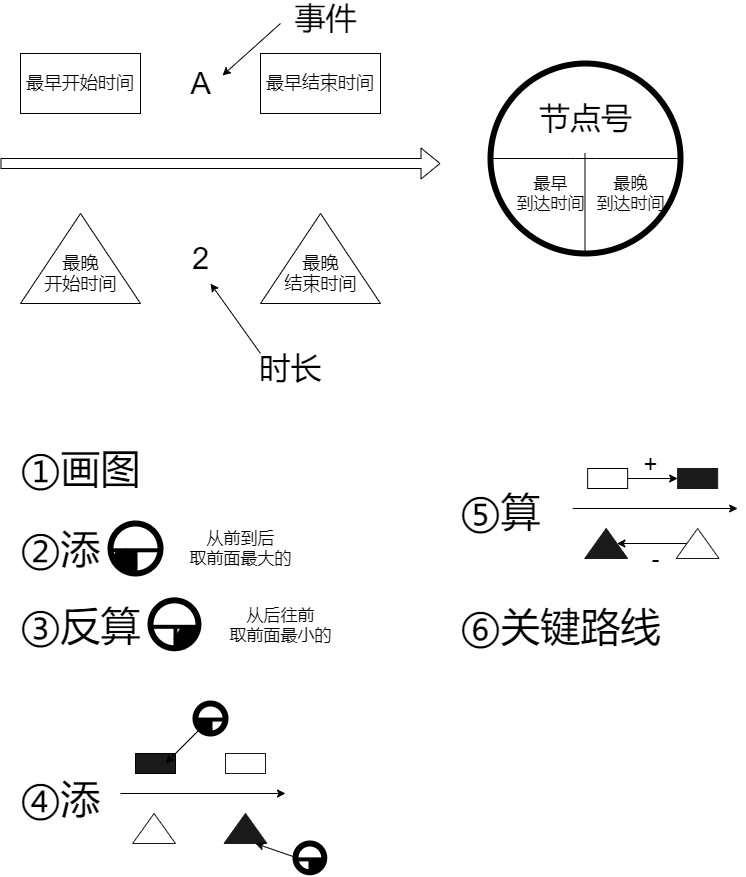 事件
最早开始时间
A
最早结束时间
节点号
最早
到达时间
最晚
到达时间
最晚
开始时间
2
最晚
结束时间
时长
①画图
②添
从前到后
取前面最大的
③反算
从后往前
取前面最小的
④添
⑤算
+
-
⑥关键路线